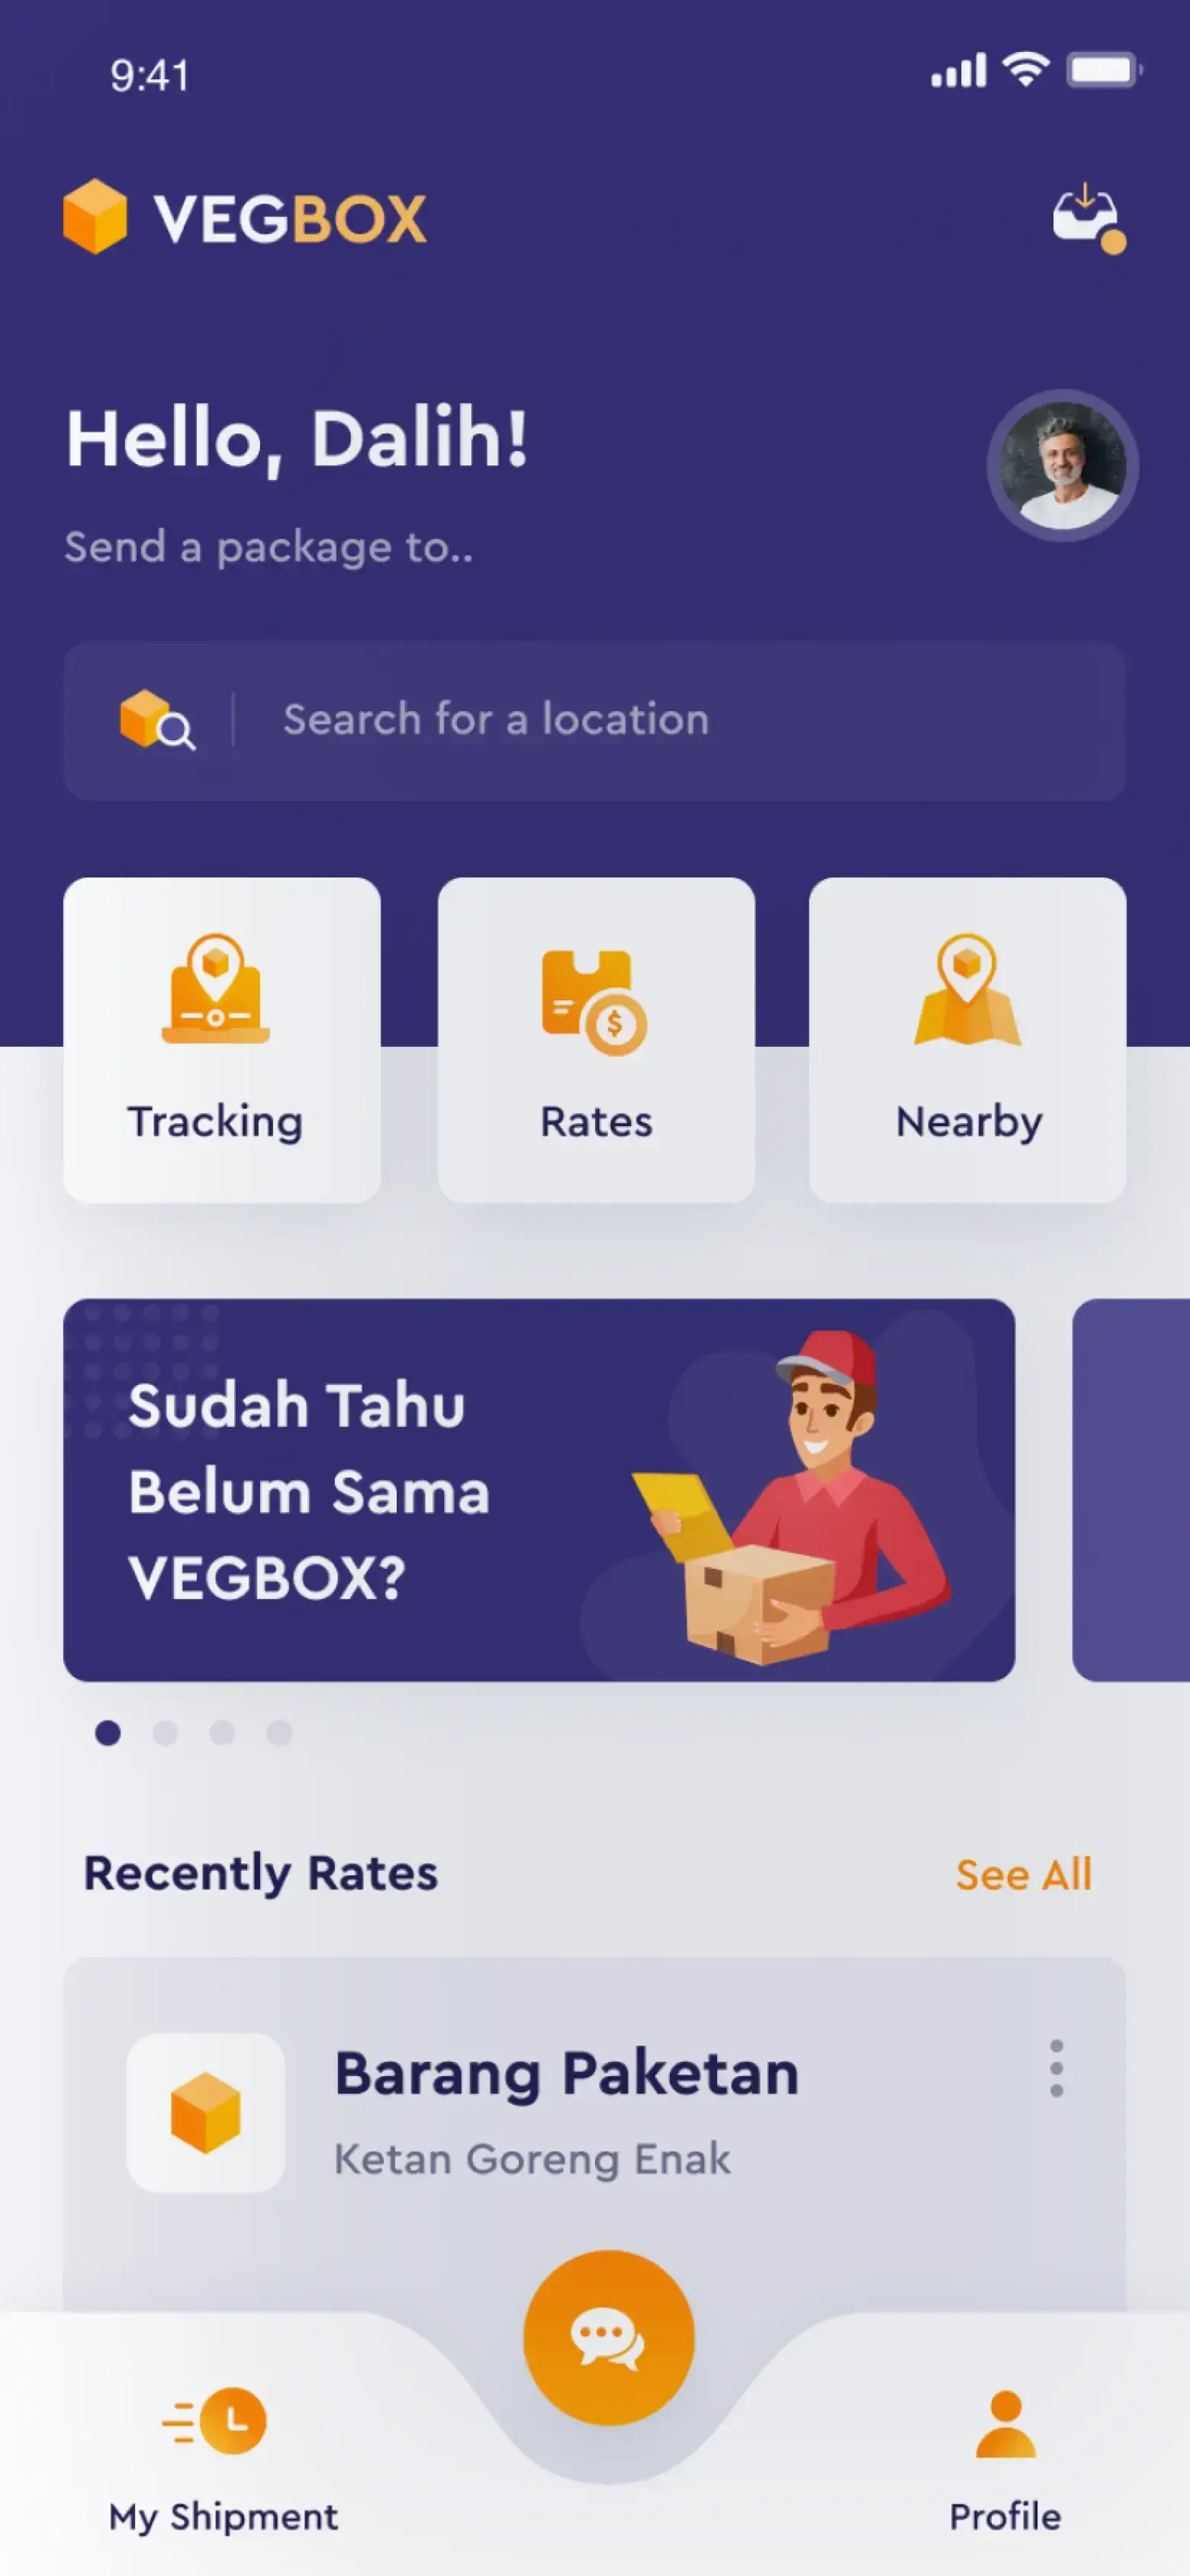 9:41
VEGBOX
Hello, Dalih!
Send a package to..
Search for a location
Tracking
Rates
$
Nearby
Sudah Tahu
Belum Sama
VEGBOX?
Recently Rates
See All
Barang Paketan
Ketan Goreng Enak
My Shipment
Profile